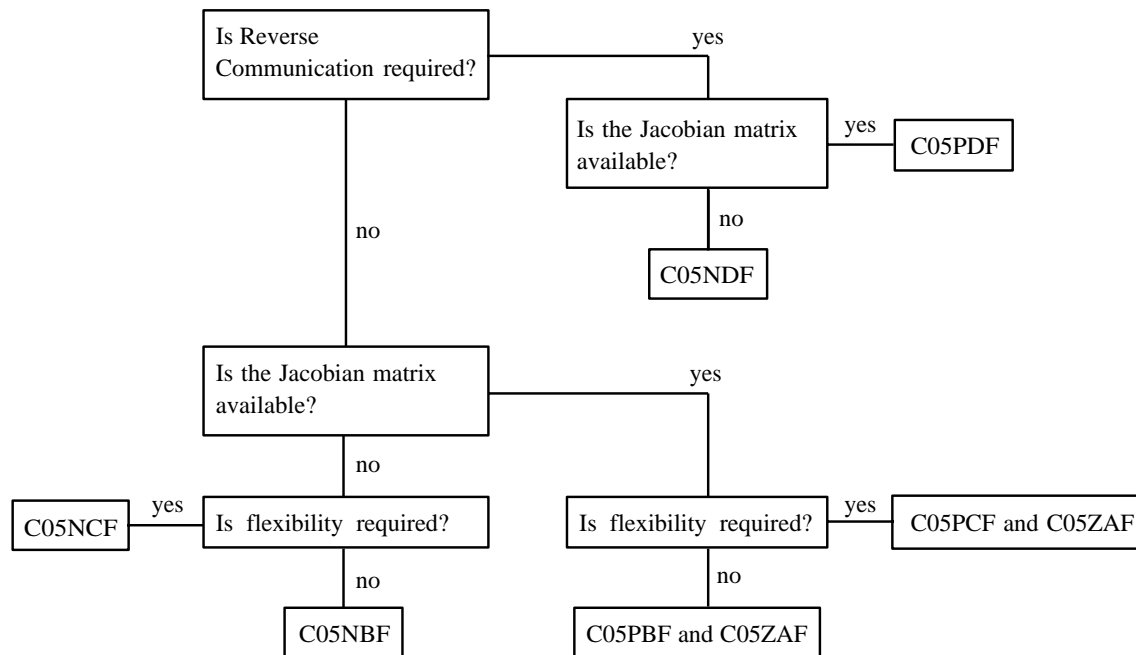 Is Reverse
Communication required?
yes
Is the Jacobian matrix
available?
yes
C05PDF
no
no
C05NDF
Is the Jacobian matrix
available?
yes
no
C05NCF
yes
Is flexibility required?
Is flexibility required?
yes
C05PCF and C05ZAF
no
no
C05NBF
C05PBF and C05ZAF